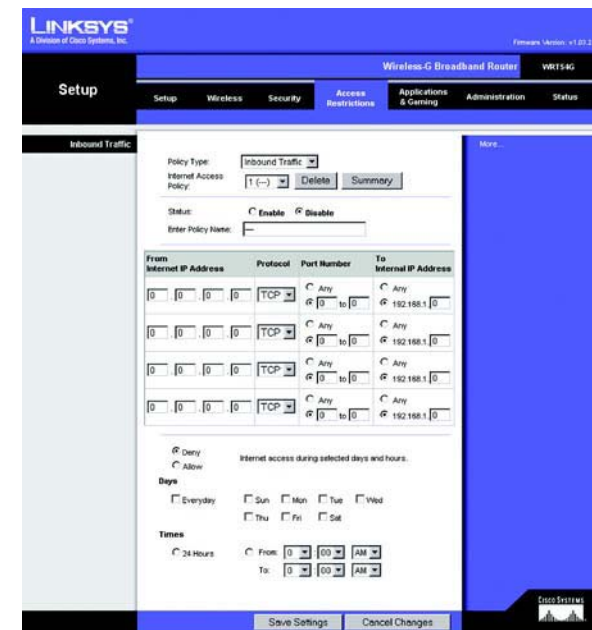 LINKSYS®
A Division of Cisco Systems, Inc.
Firmware Version: v1.03.2
Wireless-G Broadband Router WRT54G
Setup
Setup Wireless Security Access Restrictions Applications & Gaming Administration Status
Inbound Traffic
More...
Policy Type: Inbound Traffic
Internet Access Policy: 1 (---) Delete Summary
Status: Enable Disable
Enter Policy Name: ---
From Internet IP Address Protocol Port Number To Internal IP Address
0 . 0 . 0 . 0 TCP Any Any
0 to 0 192.168.1. 0
0 . 0 . 0 . 0 TCP Any Any
0 to 0 192.168.1. 0
0 . 0 . 0 . 0 TCP Any Any
0 to 0 192.168.1. 0
0 . 0 . 0 . 0 TCP Any Any
0 to 0 192.168.1. 0
Deny
Allow
Internet access during selected days and hours.
Days
Everyday Sun Mon Tue Wed
Thu Fri Sat
Times
24 Hours From: 0 : 00 AM
To: 0 : 00 AM
Save Settings Cancel Changes
CISCO SYSTEMS